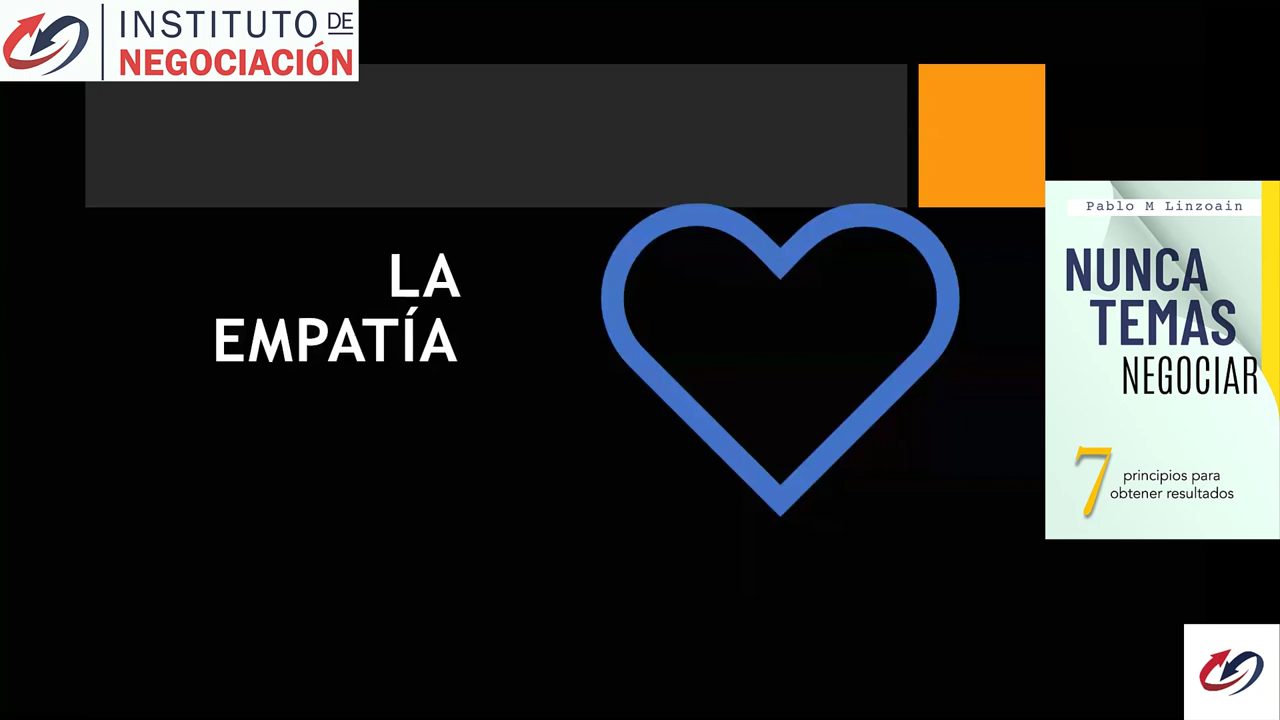 INSTITUTO DE
NEGOCIACIÓN
LA
EMPATÍA
Pablo M Linzoain
NUNCA
TEMAS
NEGOCIAR
7 principios para
obtener resultados